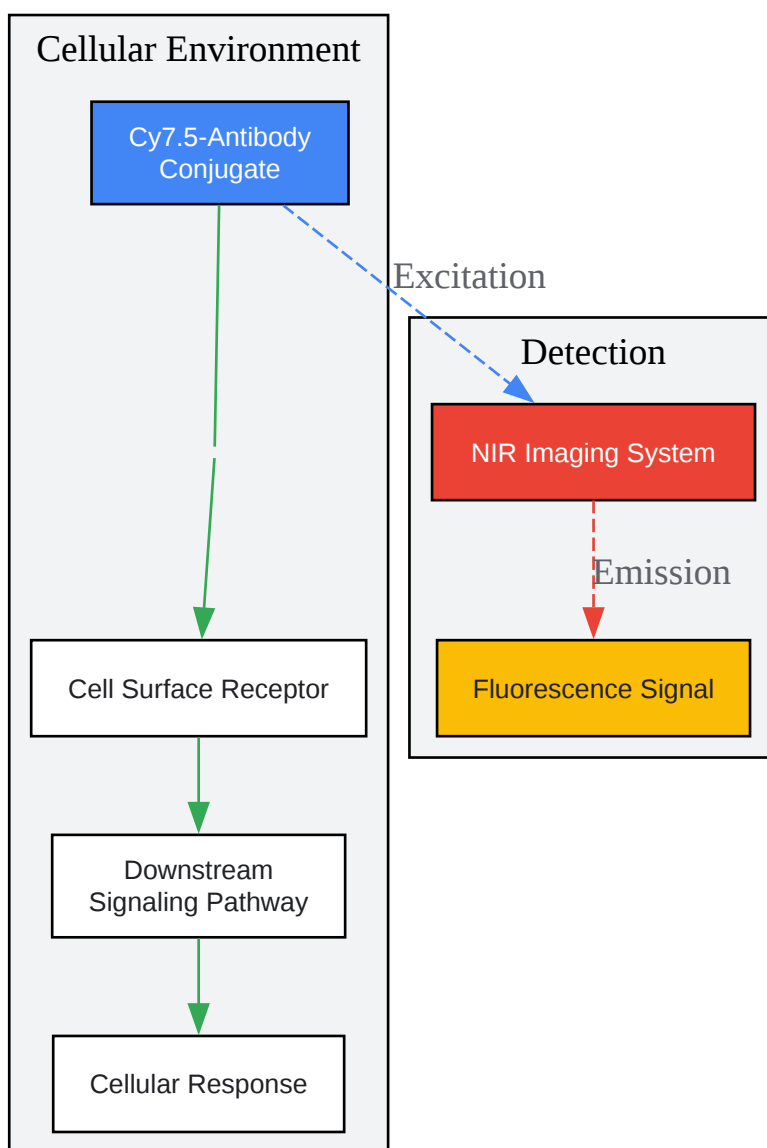 Cellular Environment
Cy7.5-Antibody
Conjugate
Excitation
Detection
NIR Imaging System
Emission
Cell Surface Receptor
Fluorescence Signal
Downstream
Signaling Pathway
Cellular Response